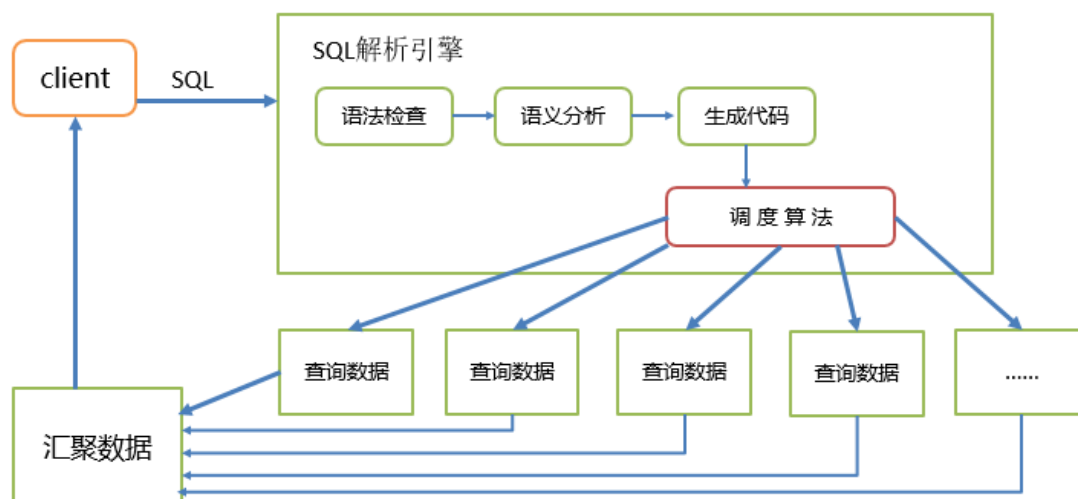 client
SQL
SQL解析引擎
语法检查
语义分析
生成代码
调 度 算 法
查询数据
查询数据
查询数据
查询数据
......
汇聚数据